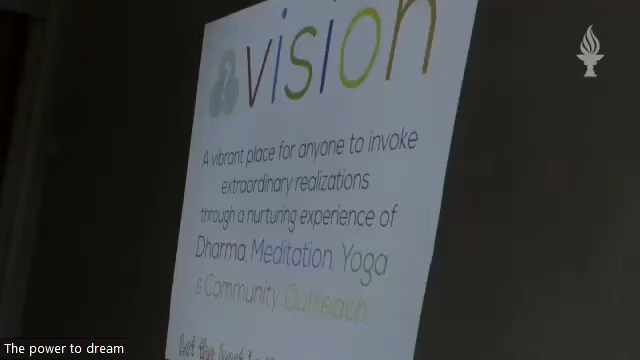 vision
A vibrant place for anyone to invoke
extraordinary realizations
through a nurturing experience of
Dharma, Meditation, Yoga
& Community Outreach.
The power to dream